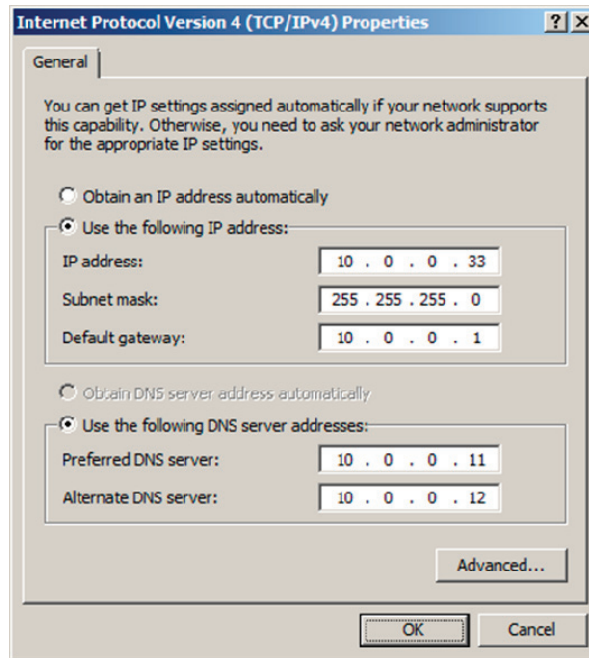 Internet Protocol Version 4 (TCP/IPv4) Properties
General
You can get IP settings assigned automatically if your network supports
this capability. Otherwise, you need to ask your network administrator
for the appropriate IP settings.
Obtain an IP address automatically
Use the following IP address:
IP address: 10 . 0 . 0 . 33
Subnet mask: 255 . 255 . 255 . 0
Default gateway: 10 . 0 . 0 . 1
Obtain DNS server address automatically
Use the following DNS server addresses:
Preferred DNS server: 10 . 0 . 0 . 11
Alternate DNS server: 10 . 0 . 0 . 12
Advanced...
OK Cancel